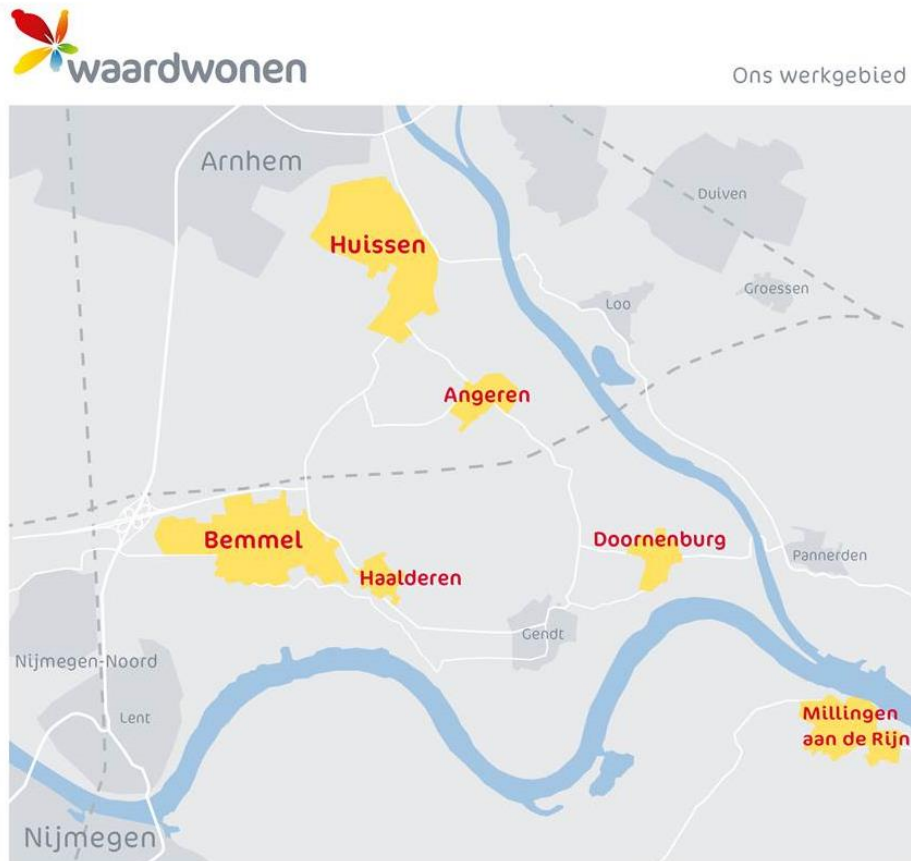 waardwonen
Ons werkgebied
Arnhem
Duiven
Huissen
Groessen
Loo
Angeren
Bemmel
Doornenburg
Pannerden
Haalderen
Gendt
Nijmegen-Noord
Lent
Millingen
aan de Rijn
Nijmegen